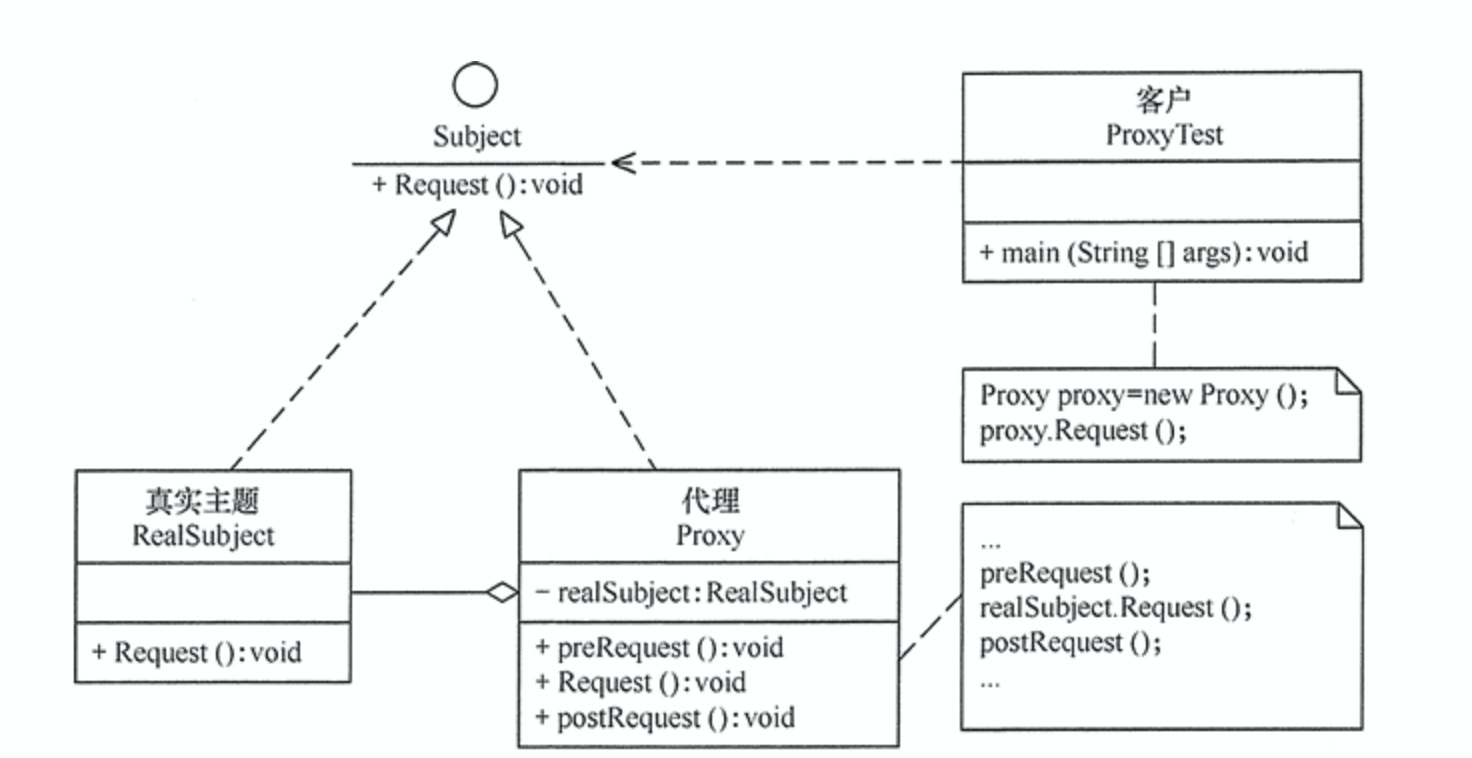 Subject
+ Request ():void
客户
ProxyTest
+ main (String [] args):void
Proxy proxy=new Proxy ();
proxy.Request ();
真实主题
RealSubject
+ Request ():void
代理
Proxy
− realSubject:RealSubject
+ preRequest ():void
+ Request ():void
+ postRequest ():void
...
preRequest ();
realSubject.Request ();
postRequest ();
...